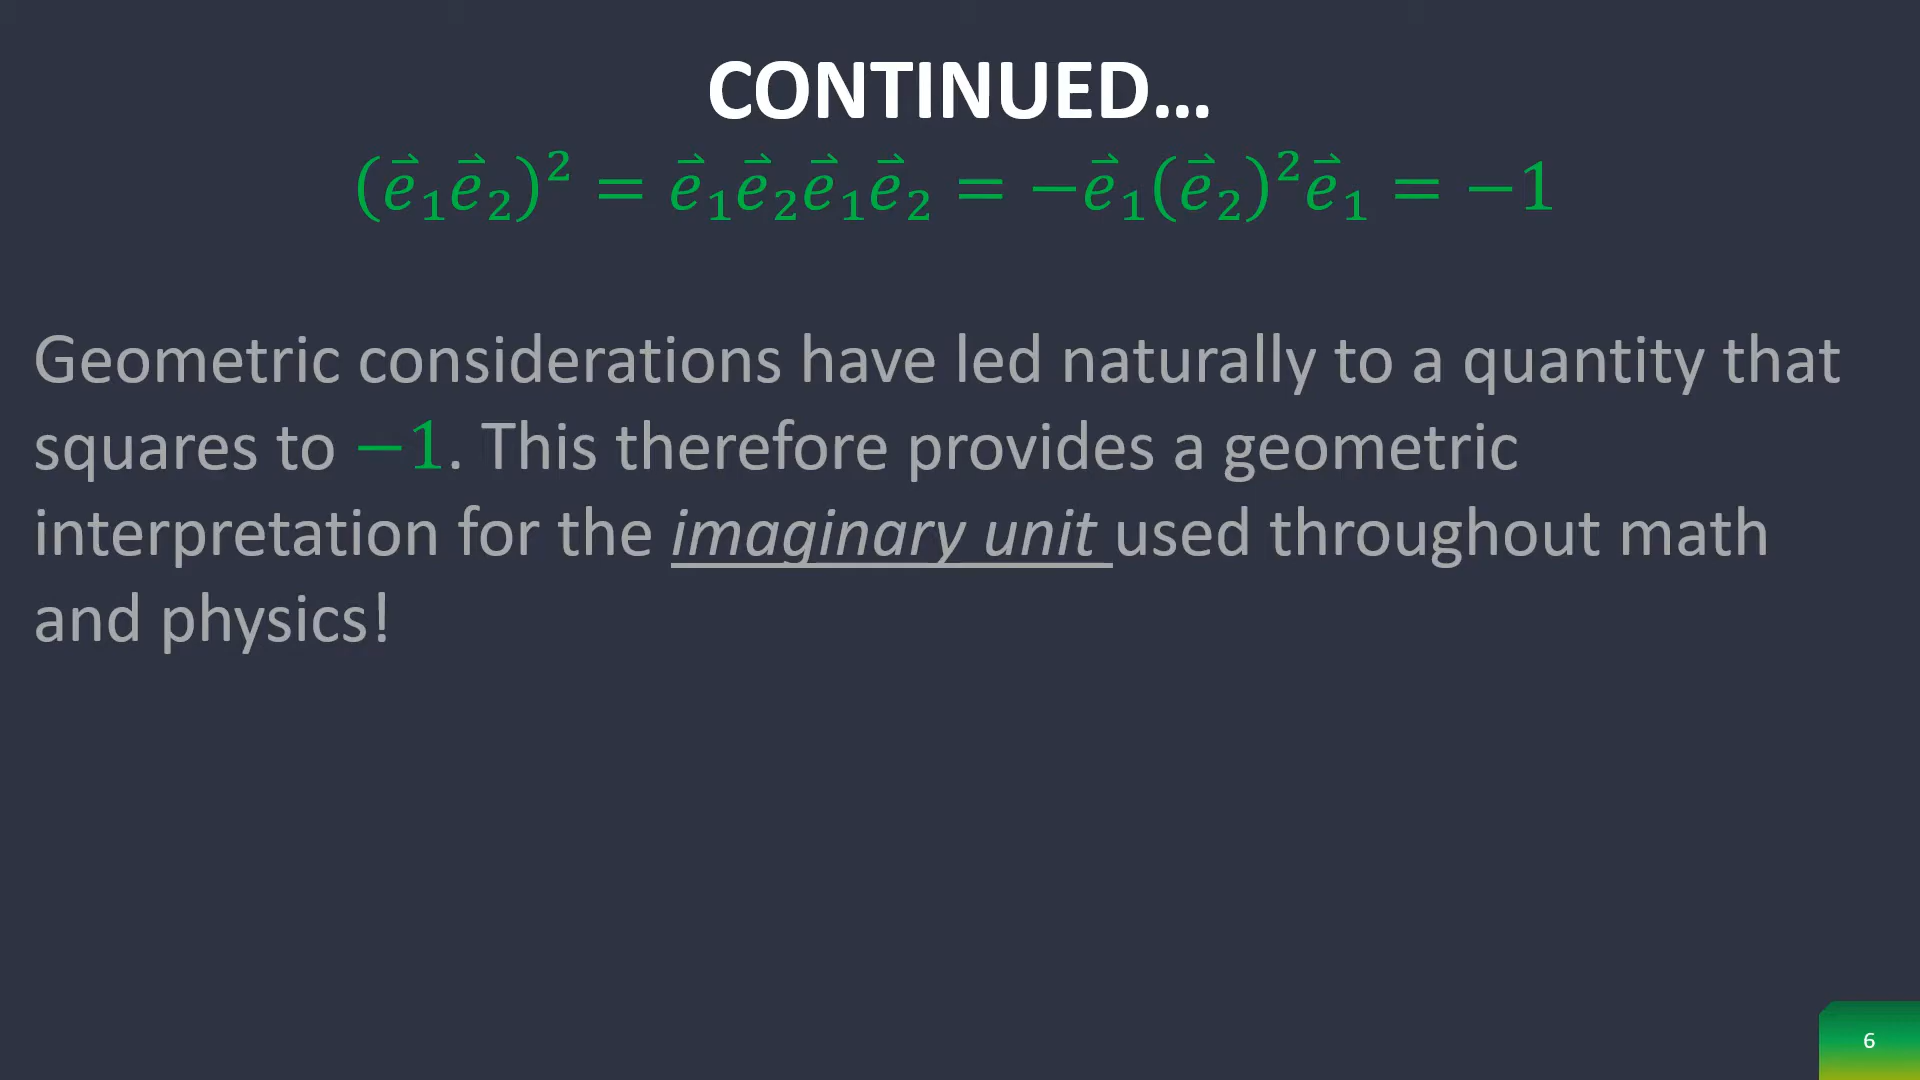 CONTINUED...
(e⃗₁e⃗₂)² = e⃗₁e⃗₂e⃗₁e⃗₂ = −e⃗₁(e⃗₂)²e⃗₁ = −1
Geometric considerations have led naturally to a quantity that
squares to −1. This therefore provides a geometric
interpretation for the imaginary unit used throughout math
and physics!
6